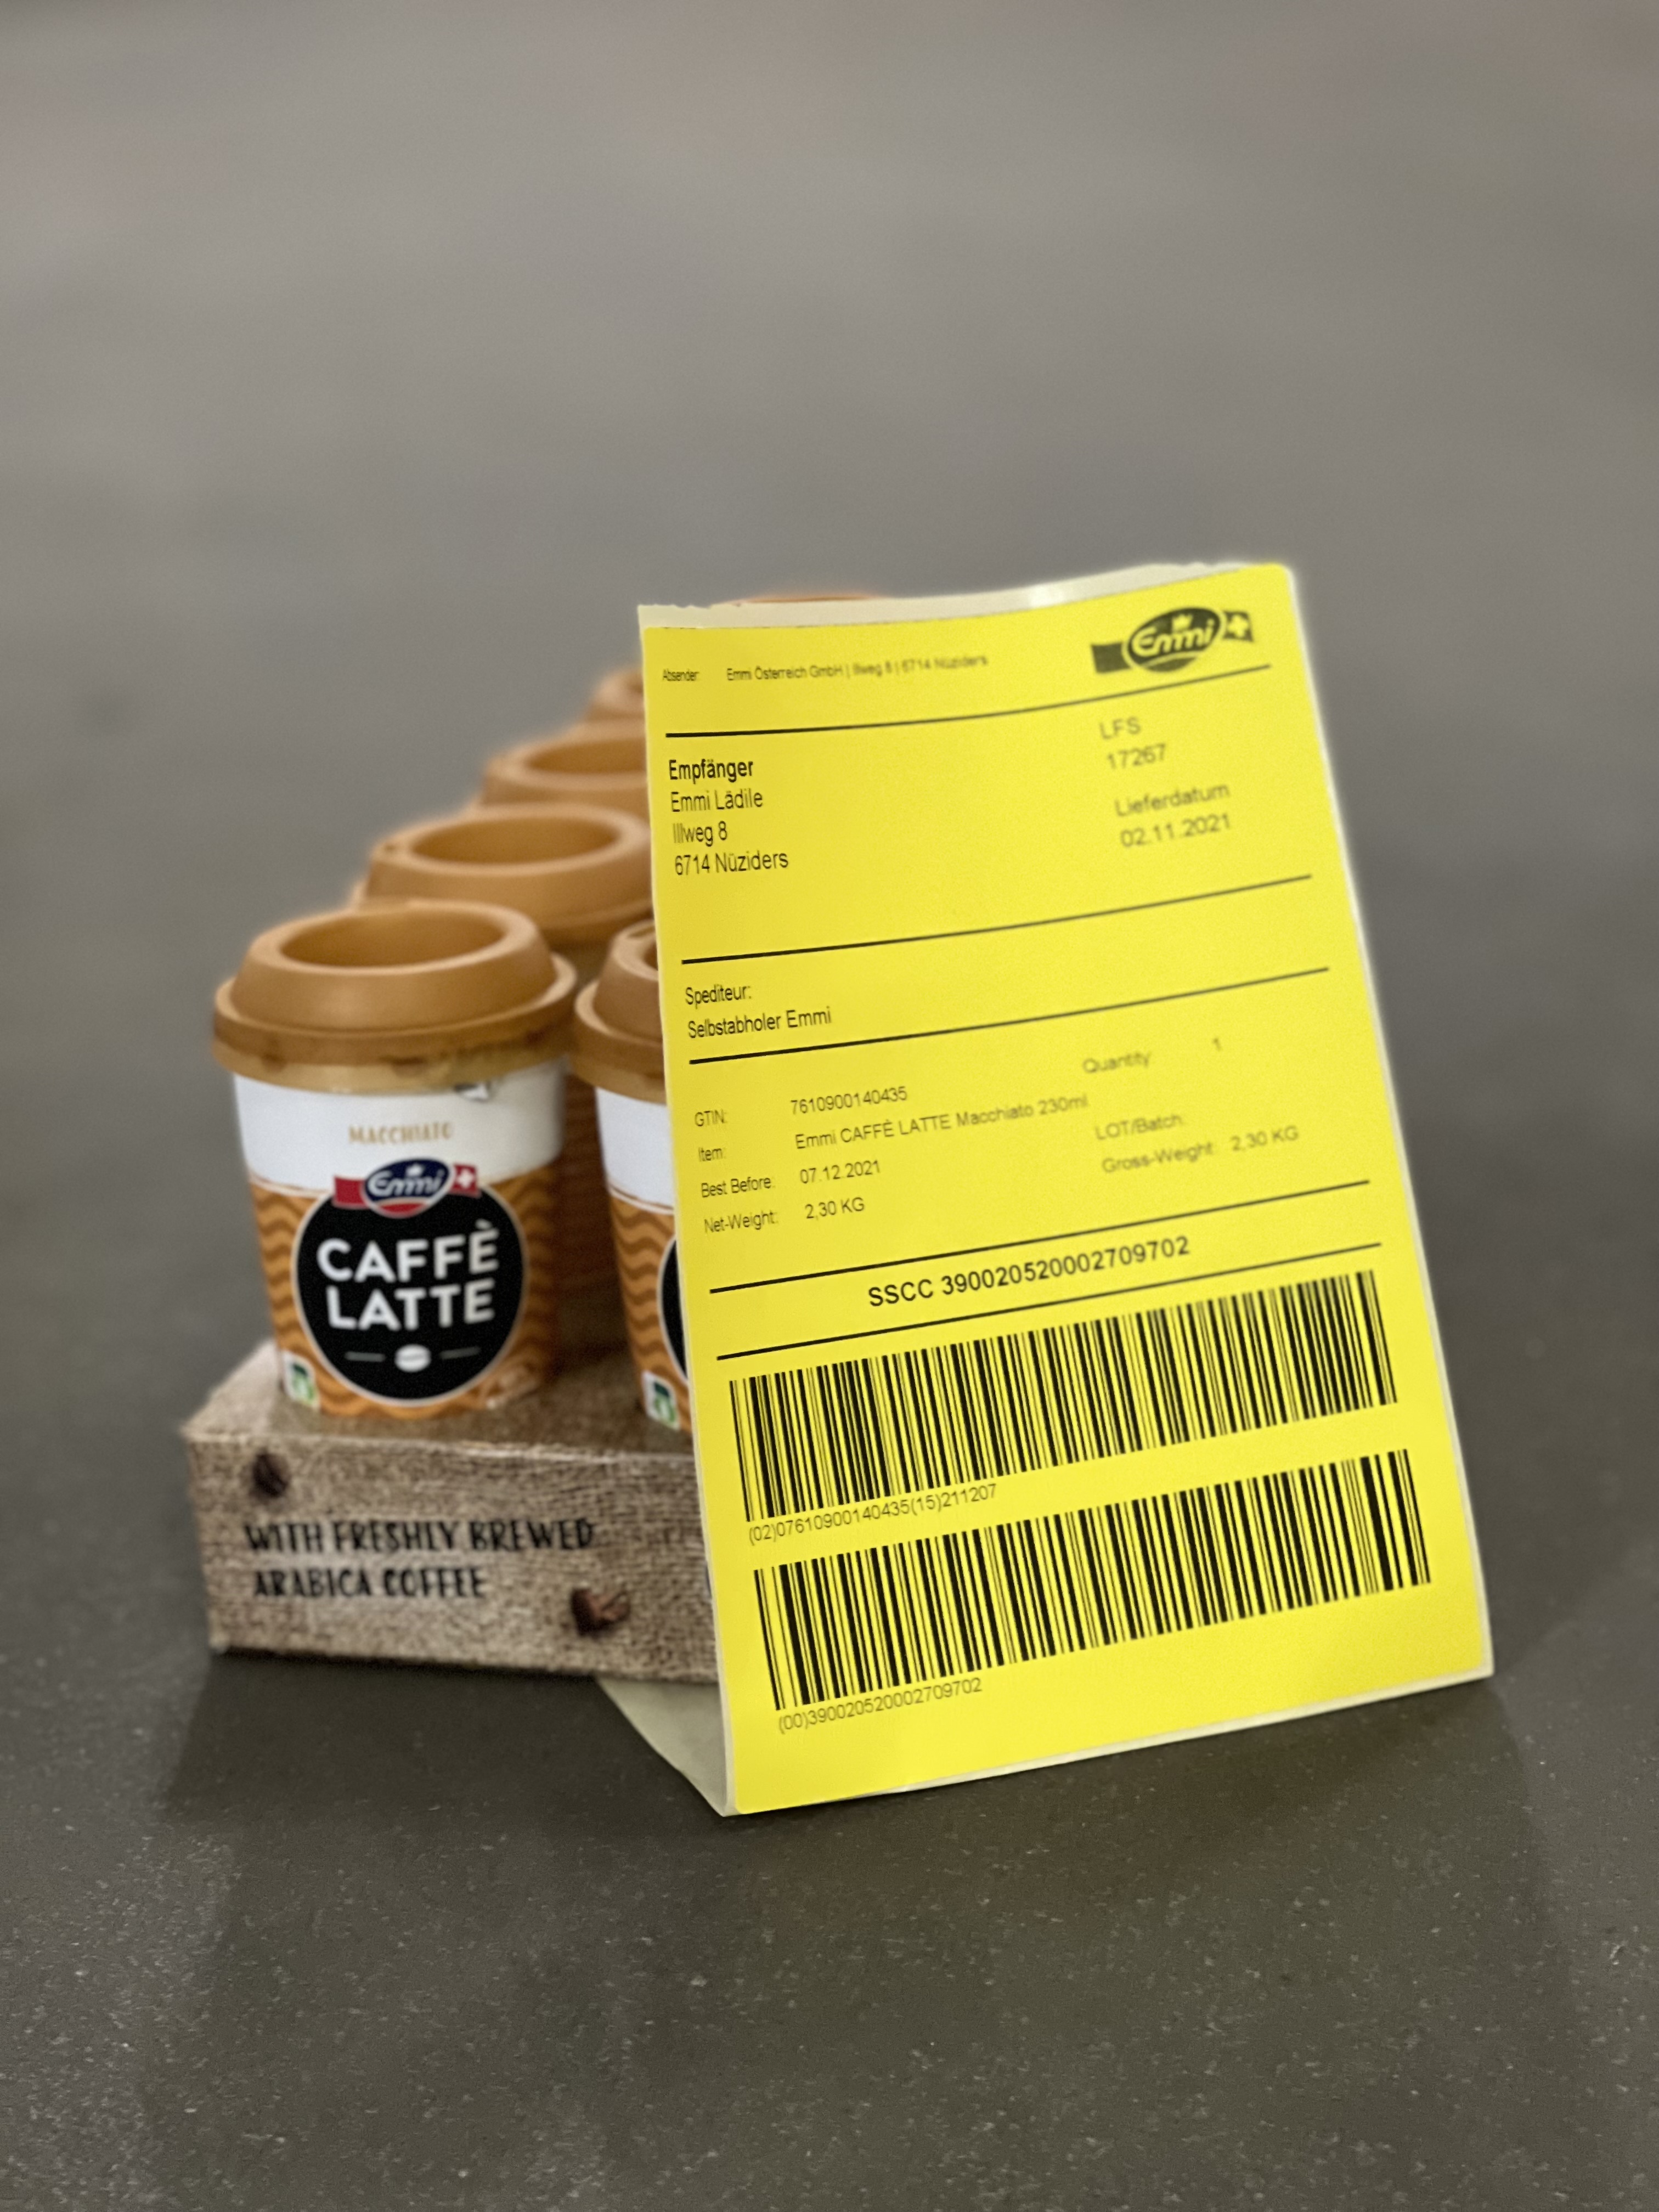 Absender: Emmi Österreich GmbH | Illweg 8 | 6714 Nüziders
Emmi
Empfänger
Emmi Lädile
Illweg 8
6714 Nüziders
LFS
17267
Lieferdatum
02.11.2021
Spediteur:
Selbstabholer Emmi
GTIN: 7610900140435 Quantity 1
Item: Emmi CAFFÈ LATTE Macchiato 230ml
Best Before: 07.12.2021 LOT/Batch:
Net-Weight: 2,30 KG Gross-Weight: 2,30 KG
SSCC 390020520002709702
(02)07610900140435(15)211207
(00)390020520002709702
MACCHIATO
Emmi
CAFFÈ
LATTE
WITH FRESHLY BREWED
ARABICA COFFEE